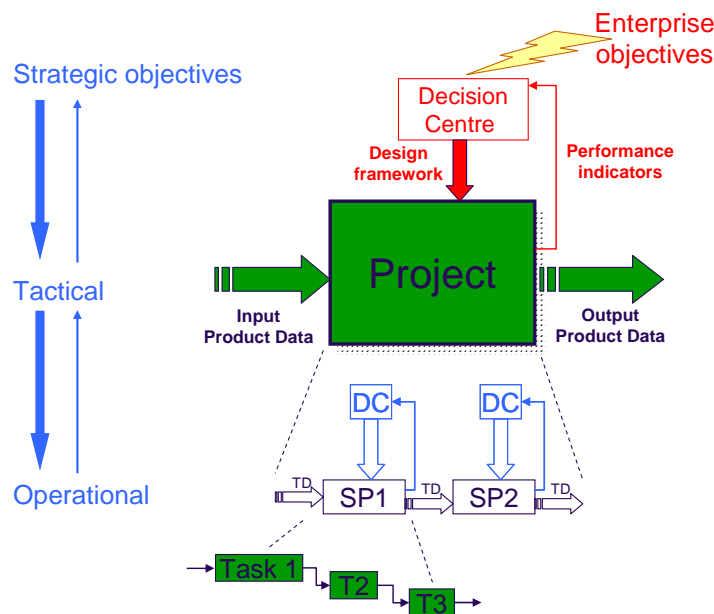 Enterprise
objectives
Strategic objectives
Decision
Centre
Design
framework
Performance
indicators
Project
Tactical
Input
Product Data
Output
Product Data
DC
DC
TD
SP1
TD
SP2
TD
Operational
Task 1
T2
T3